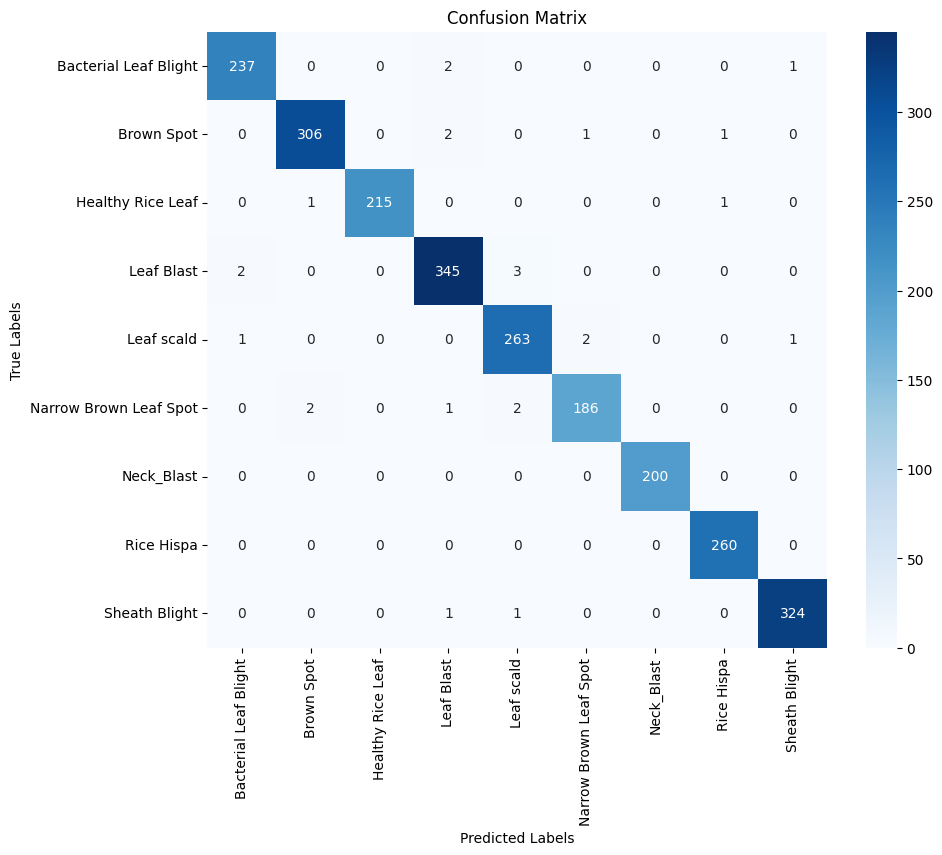 Confusion Matrix
Bacterial Leaf Blight 237 0 0 2 0 0 0 0 1
Brown Spot 0 306 0 2 0 1 0 1 0
Healthy Rice Leaf 0 1 215 0 0 0 0 1 0
Leaf Blast 2 0 0 345 3 0 0 0 0
Leaf scald 1 0 0 0 263 2 0 0 1
Narrow Brown Leaf Spot 0 2 0 1 2 186 0 0 0
Neck_Blast 0 0 0 0 0 0 200 0 0
Rice Hispa 0 0 0 0 0 0 0 260 0
Sheath Blight 0 0 0 1 1 0 0 0 324
True Labels
Bacterial Leaf Blight
Brown Spot
Healthy Rice Leaf
Leaf Blast
Leaf scald
Narrow Brown Leaf Spot
Neck_Blast
Rice Hispa
Sheath Blight
Predicted Labels
300
250
200
150
100
50
0